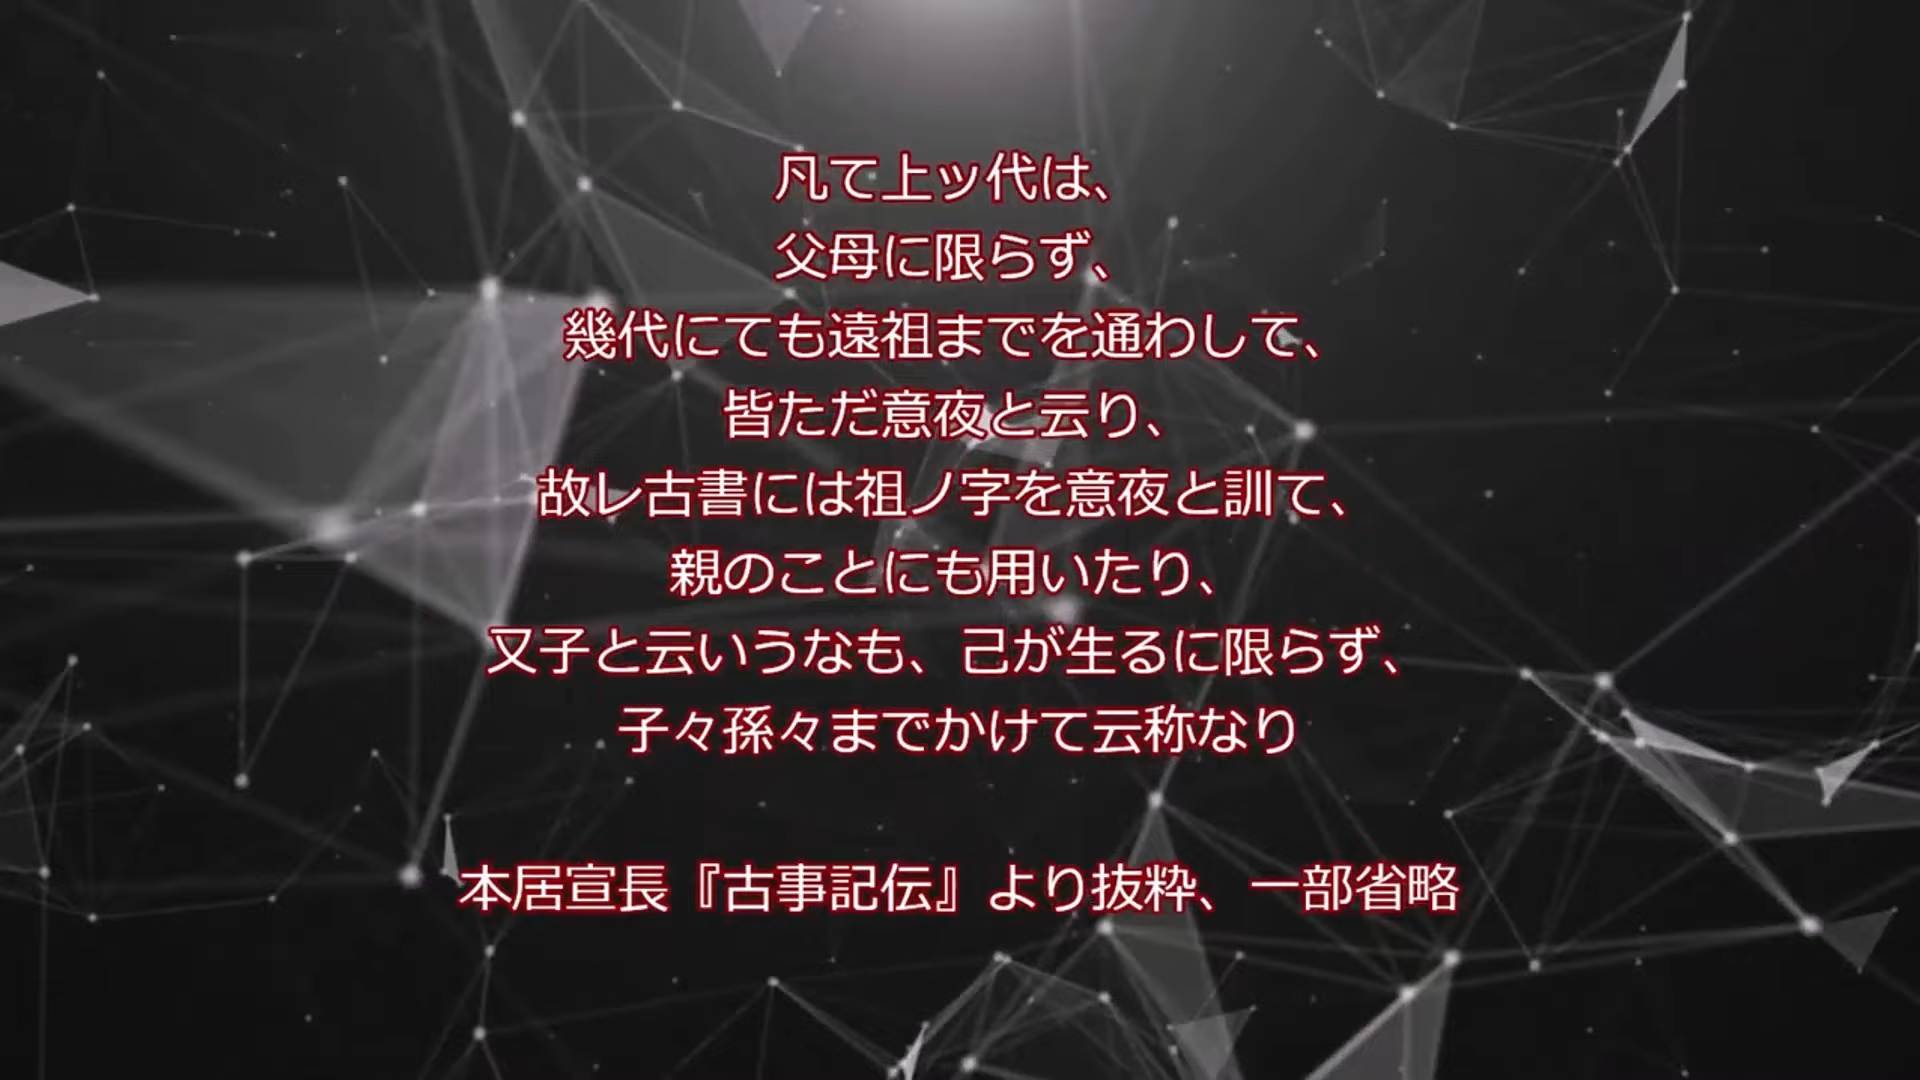 凡て上ッ代は、
父母に限らず、
幾代にても遠祖までを通わして、
皆ただ意夜と云り、
故レ古書には祖ノ字を意夜と訓て、
親のことにも用いたり、
又子と云いうなも、己が生るに限らず、
子々孫々までかけて云称なり
本居宣長『古事記伝』より抜粋、一部省略